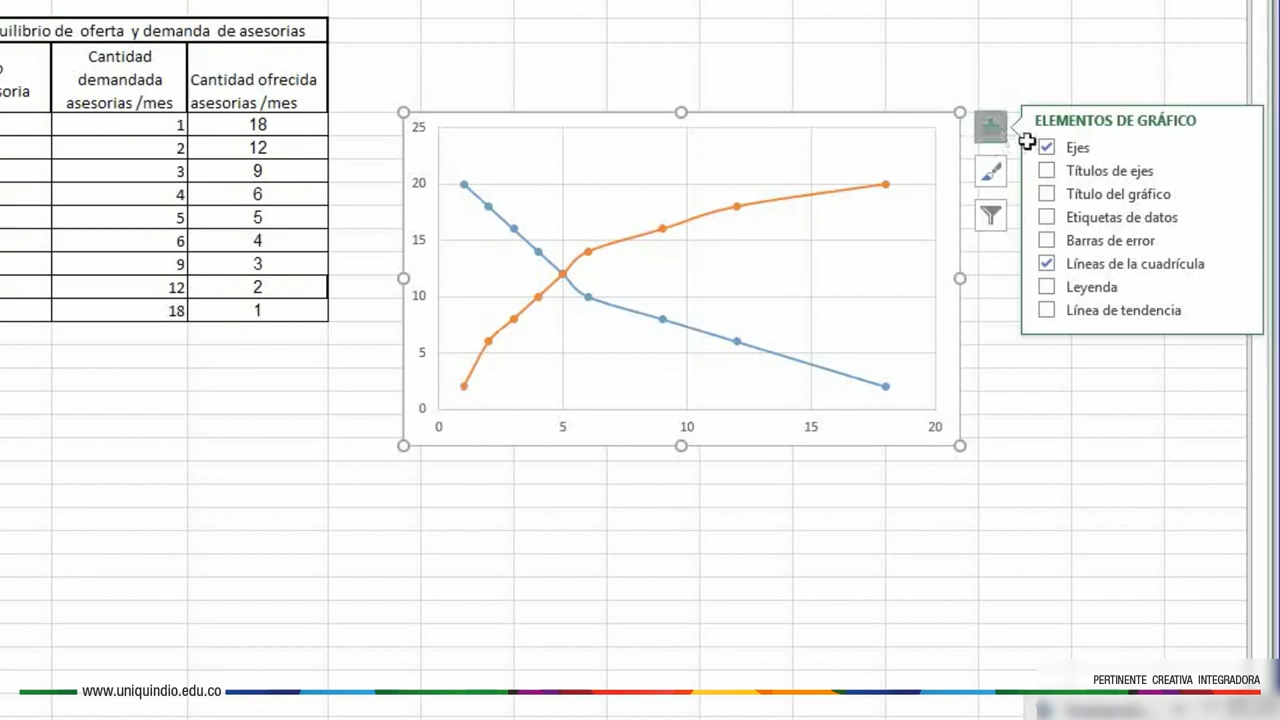 uilibrio de oferta y demanda de asesorias
Cantidad
demandada
asesorias /mes
Cantidad ofrecida
asesorias /mes
o
soria
1 18
2 12
3 9
4 6
5 5
6 4
9 3
12 2
18 1
25
20
15
10
5
0
0 5 10 15 20
ELEMENTOS DE GRÁFICO
Ejes
Títulos de ejes
Título del gráfico
Etiquetas de datos
Barras de error
Líneas de la cuadrícula
Leyenda
Línea de tendencia
PERTINENTE CREATIVA INTEGRADORA
www.uniquindio.edu.co